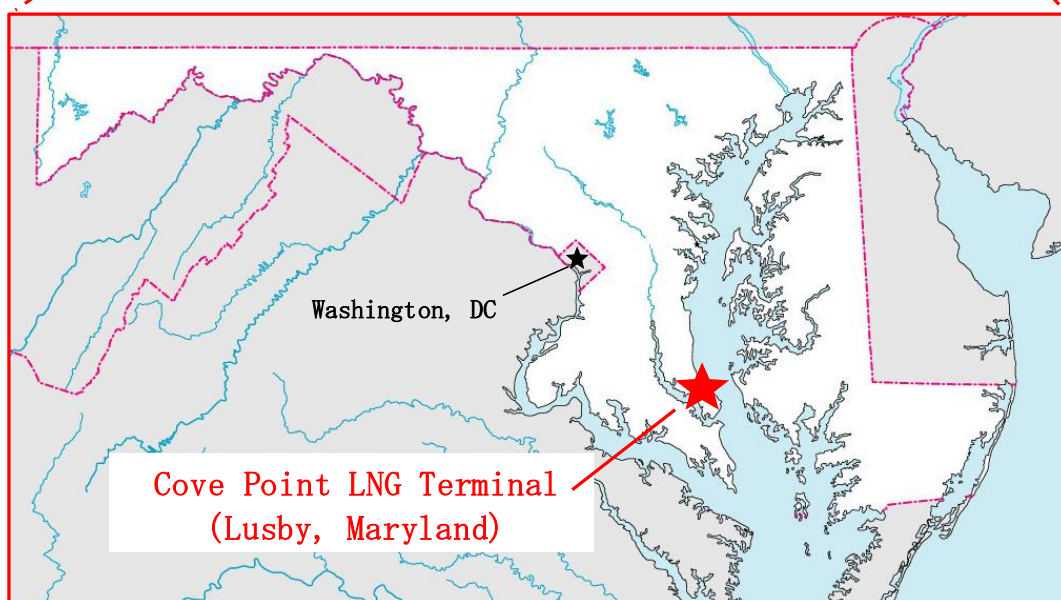 Washington, DC
Cove Point LNG Terminal
(Lusby, Maryland)